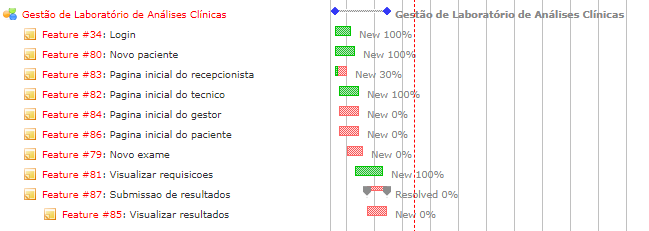 Gestão de Laboratório de Análises Clínicas Gestão de Laboratório de Análises Clínicas
Feature #34: Login New 100%
Feature #80: Novo paciente New 100%
Feature #83: Pagina inicial do recepcionista New 30%
Feature #82: Pagina inicial do tecnico New 100%
Feature #84: Pagina inicial do gestor New 0%
Feature #86: Pagina inicial do paciente New 0%
Feature #79: Novo exame New 0%
Feature #81: Visualizar requisicoes New 100%
Feature #87: Submissao de resultados Resolved 0%
Feature #85: Visualizar resultados New 0%